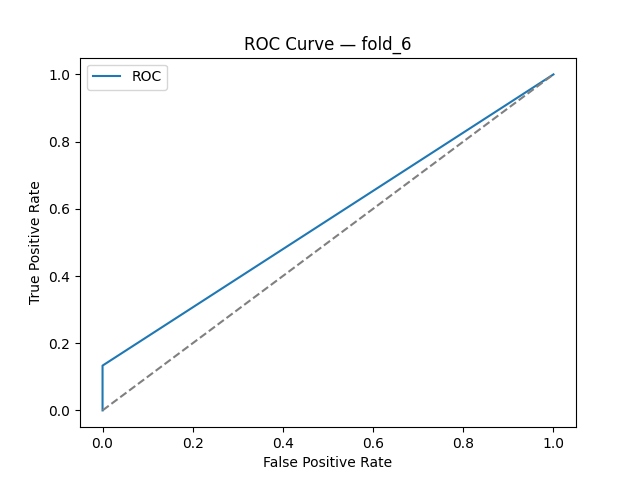 ROC Curve — fold_6
ROC
True Positive Rate
1.0
0.8
0.6
0.4
0.2
0.0
0.0 0.2 0.4 0.6 0.8 1.0
False Positive Rate